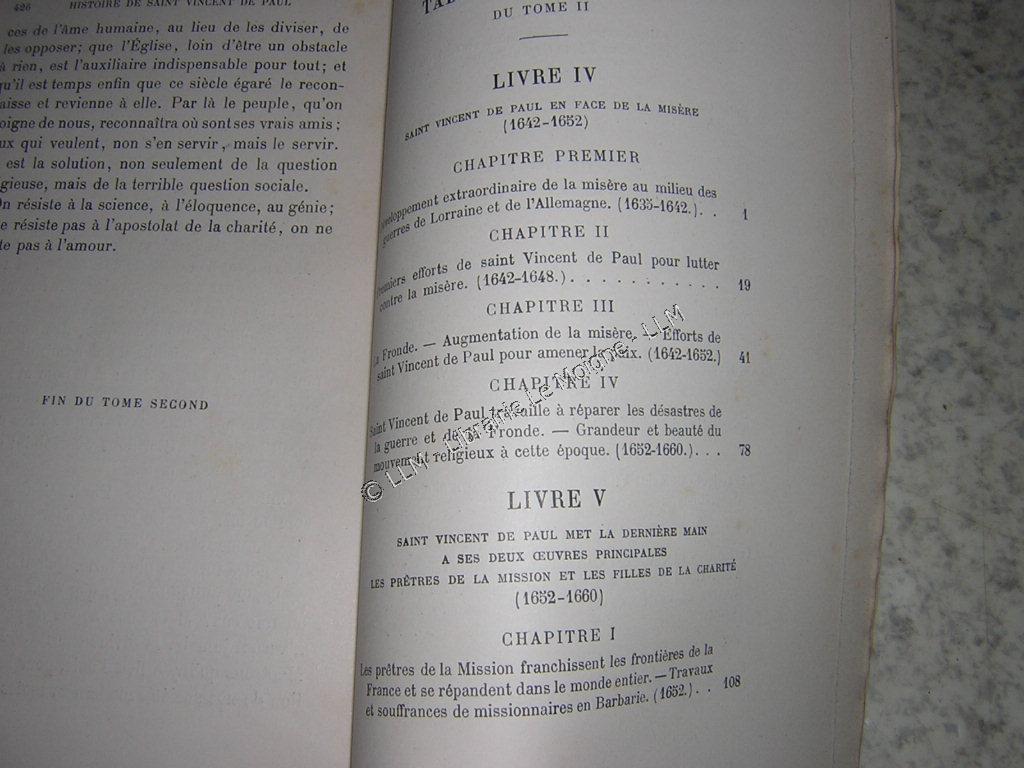 426 HISTOIRE DE SAINT VINCENT DE PAUL
ces de l'âme humaine, au lieu de les diviser, de
les opposer; que l'Église, loin d'être un obstacle
à rien, est l'auxiliaire indispensable pour tout; et
qu'il est temps enfin que ce siècle égaré le recon-
aisse et revienne à elle. Par là le peuple, qu'on
oigne de nous, reconnaîtra où sont ses vrais amis;
ux qui veulent, non s'en servir, mais le servir.
est la solution, non seulement de la question
gieuse, mais de la terrible question sociale.
On résiste à la science, à l'éloquence, au génie;
e résiste pas à l'apostolat de la charité, on ne
te pas à l'amour.
FIN DU TOME SECOND
DU TOME II
LIVRE IV
SAINT VINCENT DE PAUL EN FACE DE LA MISÈRE
(1642-1652)
CHAPITRE PREMIER
veloppement extraordinaire de la misère au milieu des
guerres de Lorraine et de l'Allemagne. (1635-1642.) . . 1
CHAPITRE II
remiers efforts de saint Vincent de Paul pour lutter
contre la misère. (1642-1648.) . . . . . . . . . . . 19
CHAPITRE III
La Fronde. — Augmentation de la misère. — Efforts de
saint Vincent de Paul pour amener la paix. (1642-1652.) 41
CHAPITRE IV
Saint Vincent de Paul travaille à réparer les désastres de
la guerre et de la Fronde. — Grandeur et beauté du
mouvement religieux à cette époque. (1652-1660.) . . . 78
LIVRE V
SAINT VINCENT DE PAUL MET LA DERNIÈRE MAIN
A SES DEUX ŒUVRES PRINCIPALES
LES PRÊTRES DE LA MISSION ET LES FILLES DE LA CHARITÉ
(1652-1660)
CHAPITRE I
Les prêtres de la Mission franchissent les frontières de la
France et se répandent dans le monde entier. — Travaux
et souffrances de missionnaires en Barbarie. (1652.) . . 108
© LLM - Librairie Le Moigne, LLM